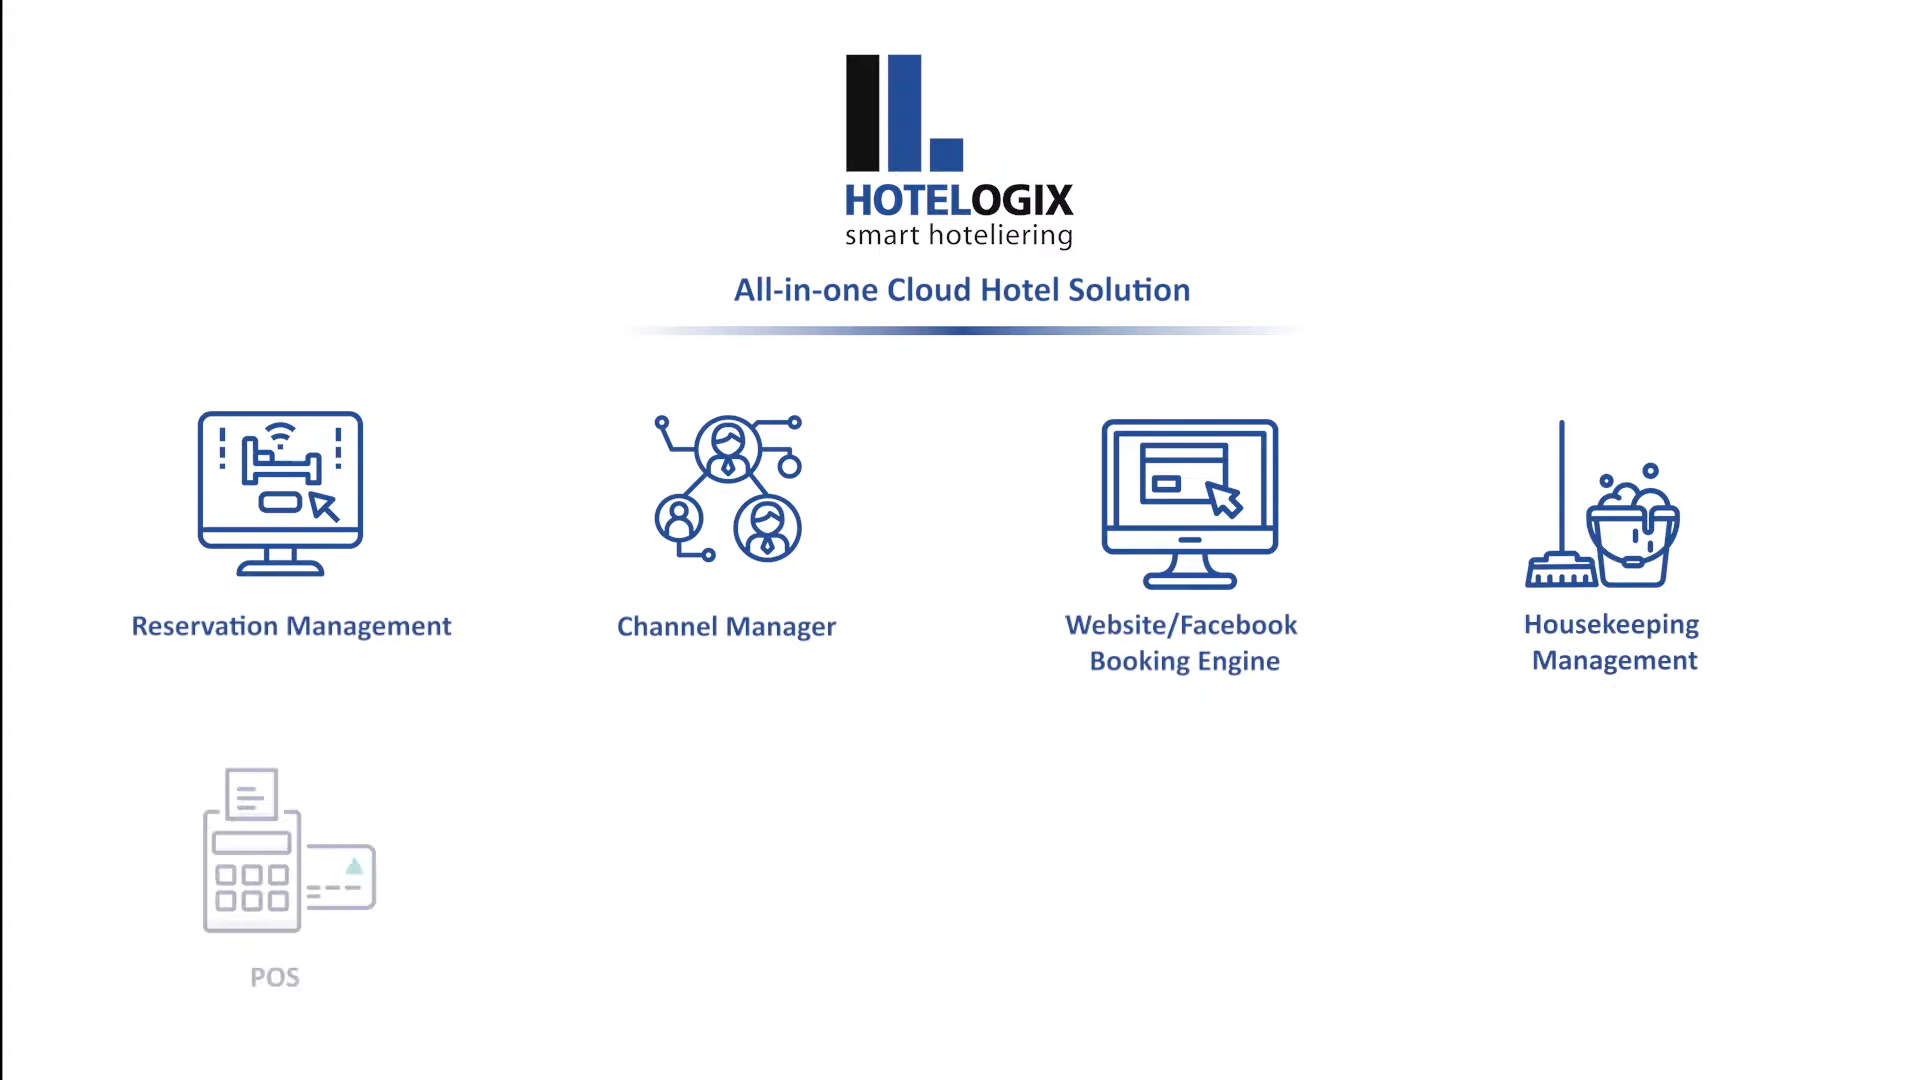 HOTELOGIX
smart hoteliering
All-in-one Cloud Hotel Solution
Reservation Management
Channel Manager
Website/Facebook
Booking Engine
Housekeeping
Management
POS